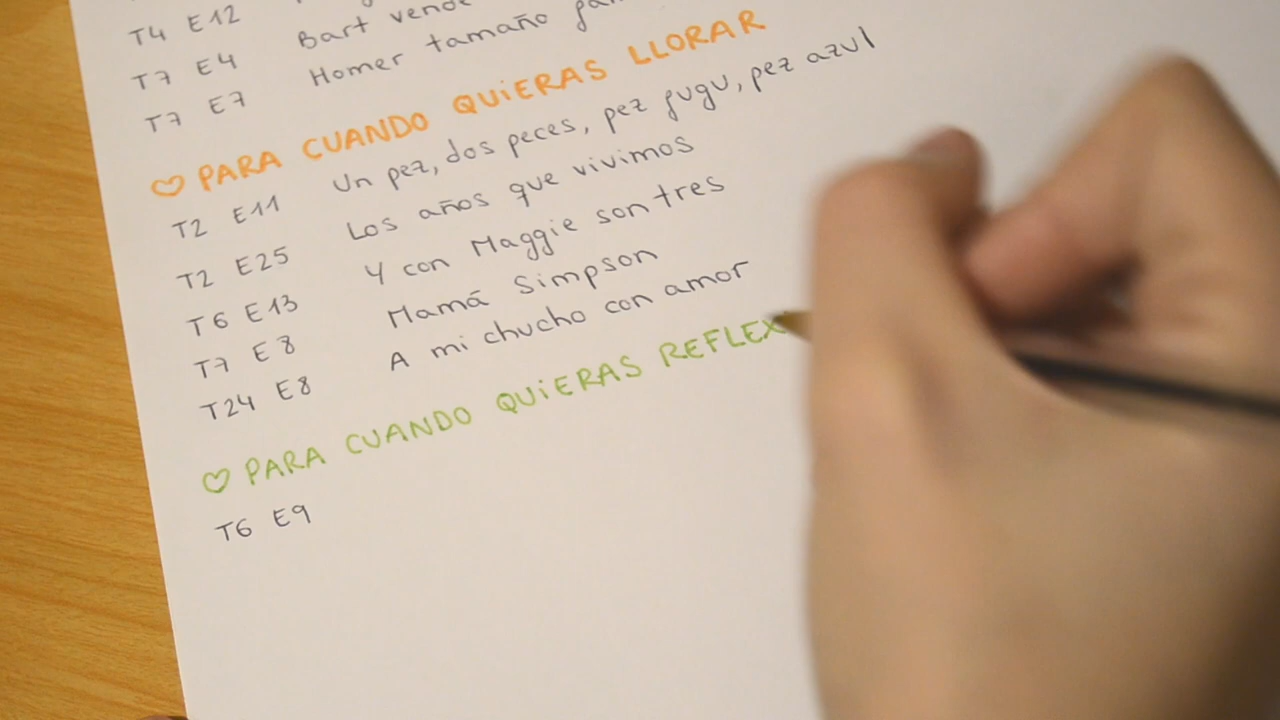 T4 E12
T7 E4 Bart vende
T7 E7 Homer tamaño
♡ PARA CUANDO QUiERAS LLORAR
T2 E11 Un pez, dos peces, pez fugu, pez azul
T2 E25 Los años que vivimos
T6 E13 Y con Maggie son tres
T7 E8 Mamá Simpson
T24 E8 A mi chucho con amor
♡ PARA CUANDO QUiERAS REFLEX
T6 E9